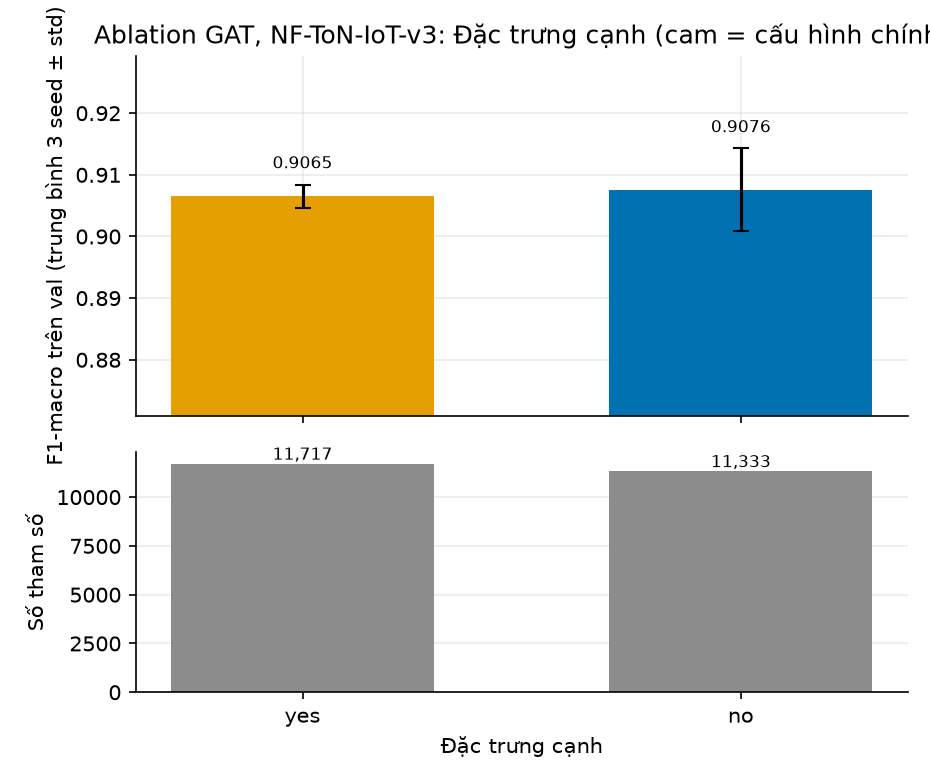 Ablation GAT, NF-ToN-IoT-v3: Đặc trưng cạnh (cam = cấu hình chính
F1-macro trên val (trung bình 3 seed ± std)
0.92
0.91
0.90
0.89
0.88
0.9065
0.9076
Số tham số
10000
7500
5000
2500
0
11,717
11,333
yes
no
Đặc trưng cạnh